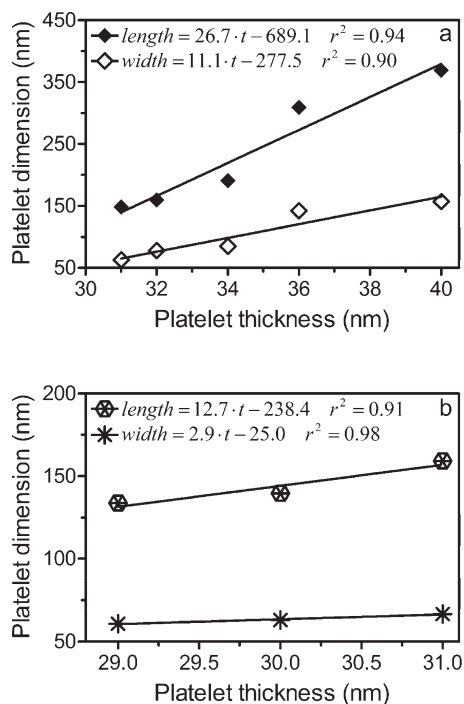 450
350
250
150
50
Platelet dimension (nm)
length = 26.7·t − 689.1 r² = 0.94
width = 11.1·t − 277.5 r² = 0.90
a
30 32 34 36 38 40
Platelet thickness (nm)
200
150
100
50
Platelet dimension (nm)
length = 12.7·t − 238.4 r² = 0.91
width = 2.9·t − 25.0 r² = 0.98
b
29.0 29.5 30.0 30.5 31.0
Platelet thickness (nm)